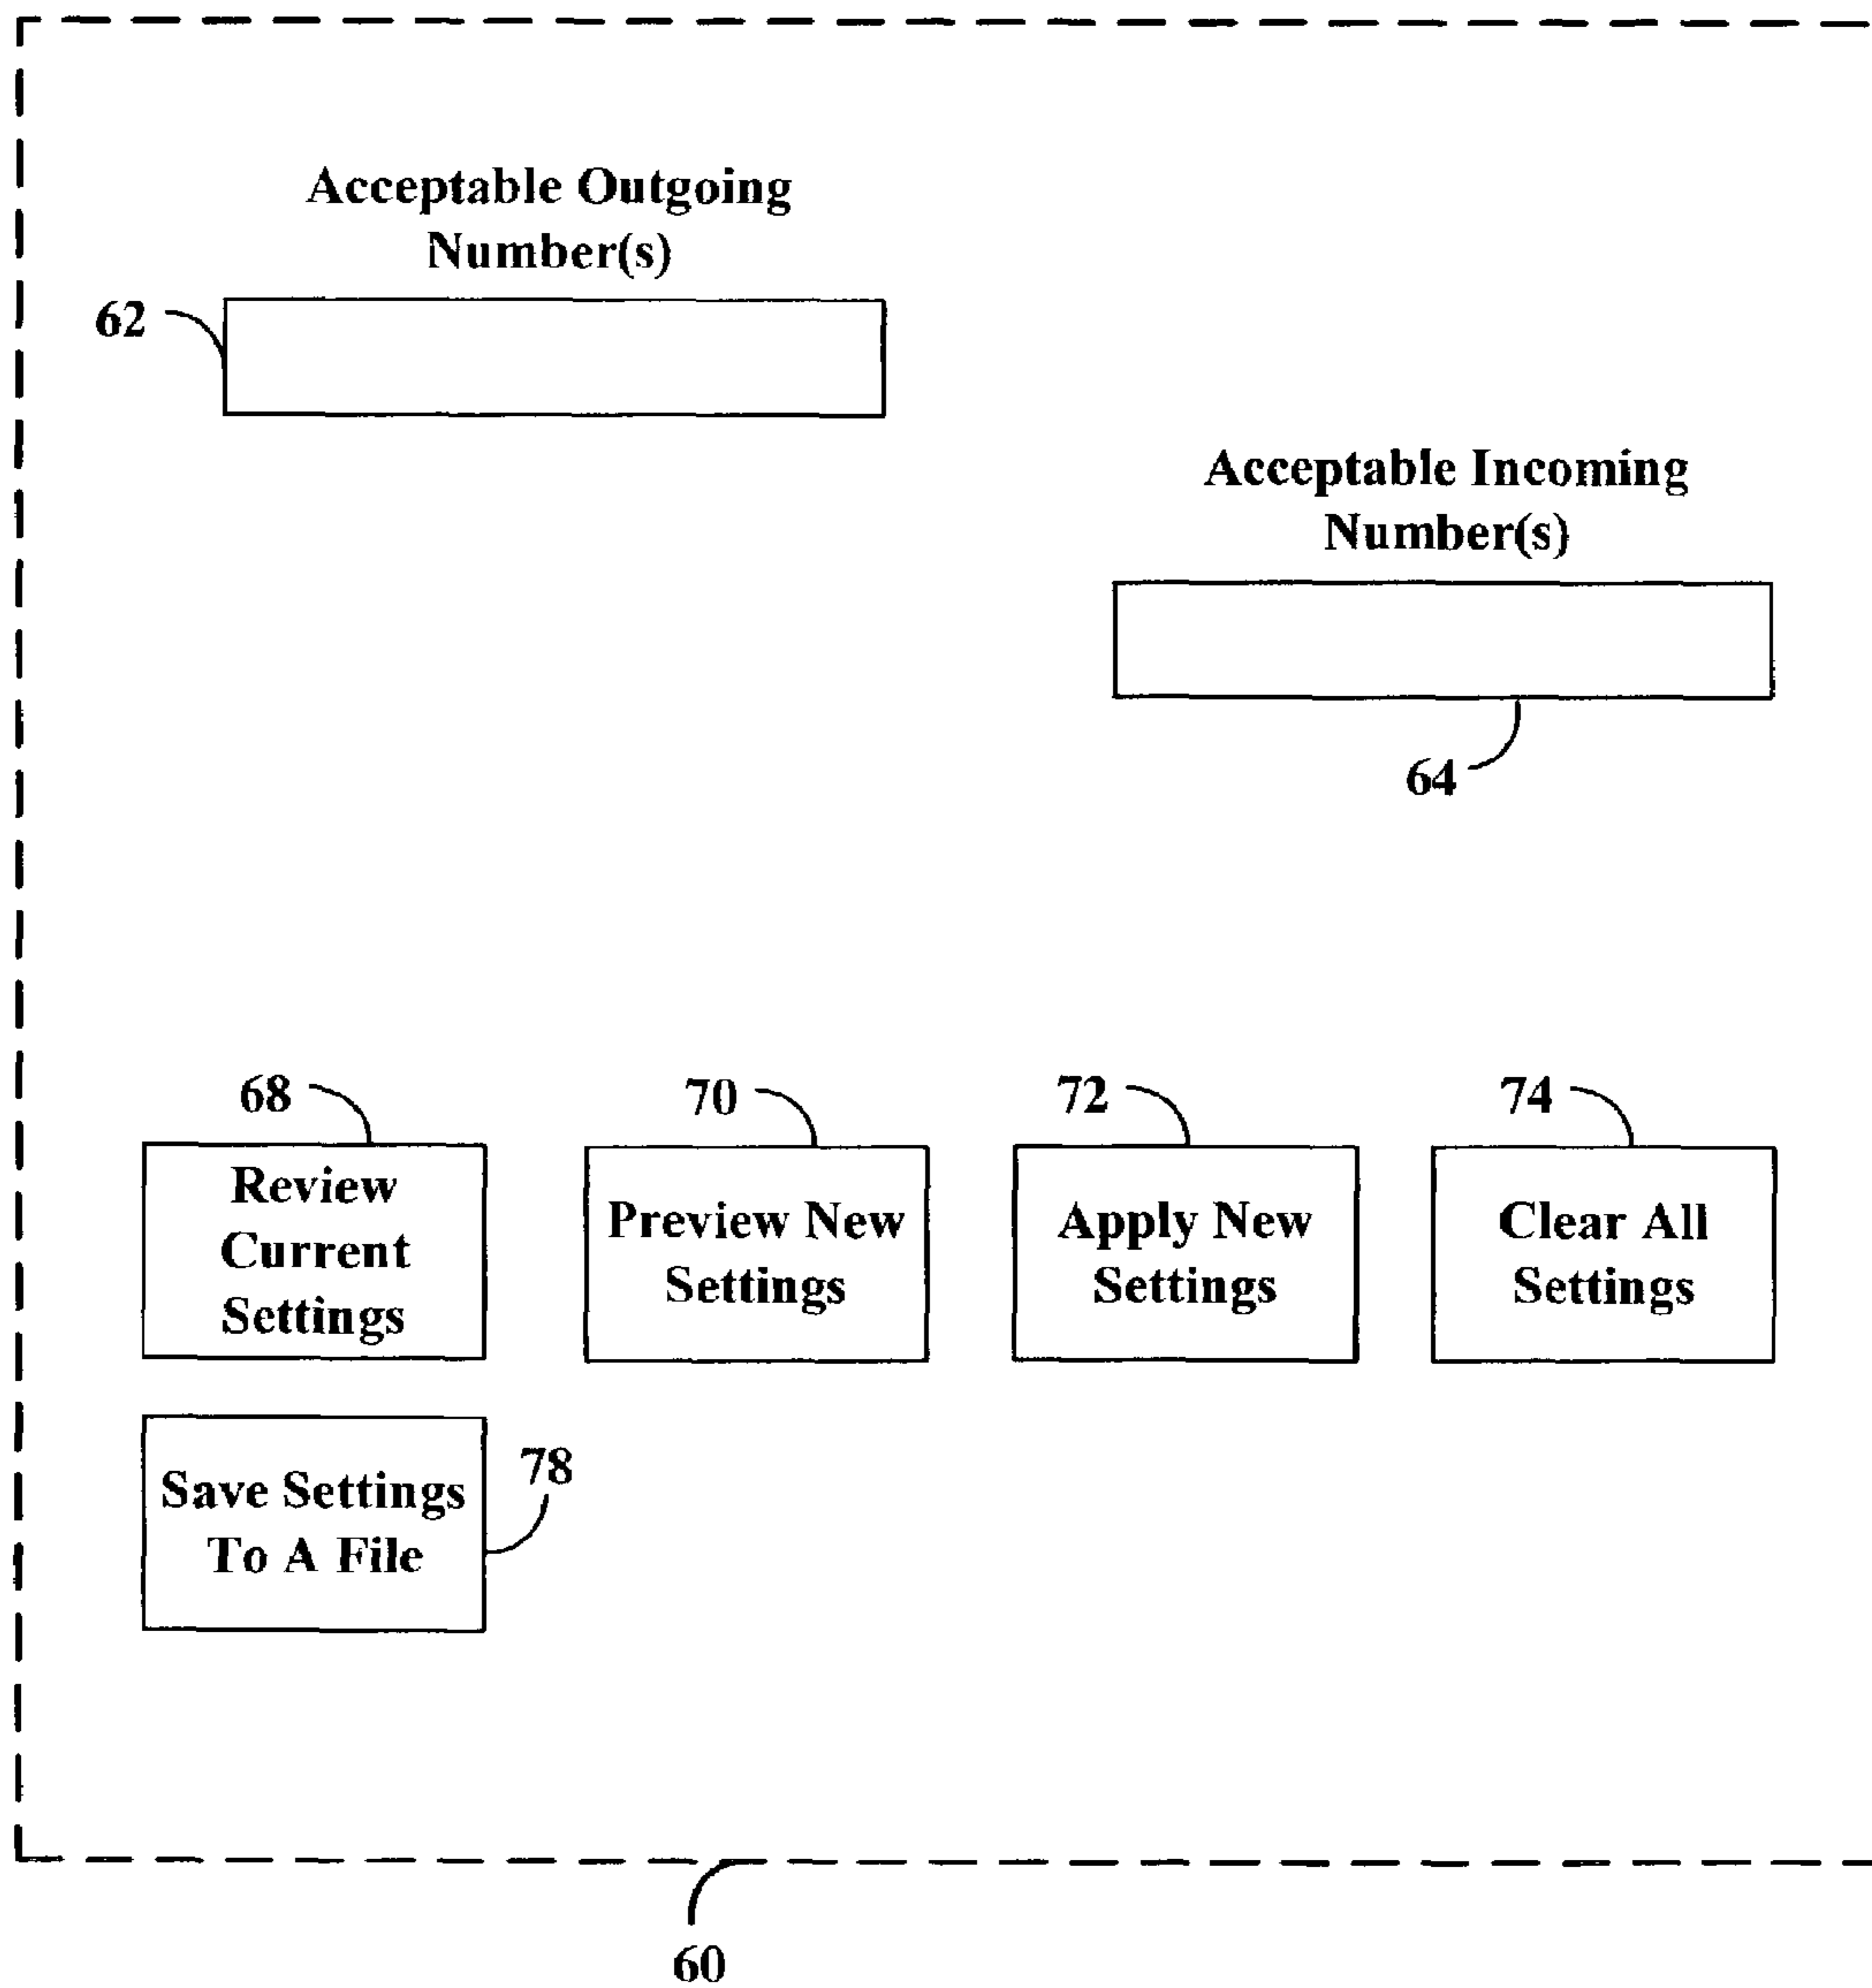 Acceptable Outgoing
Number(s)
62
Acceptable Incoming
Number(s)
64
68
70
72
74
Review
Current
Settings
Preview New
Settings
Apply New
Settings
Clear All
Settings
Save Settings
To A File
78
60